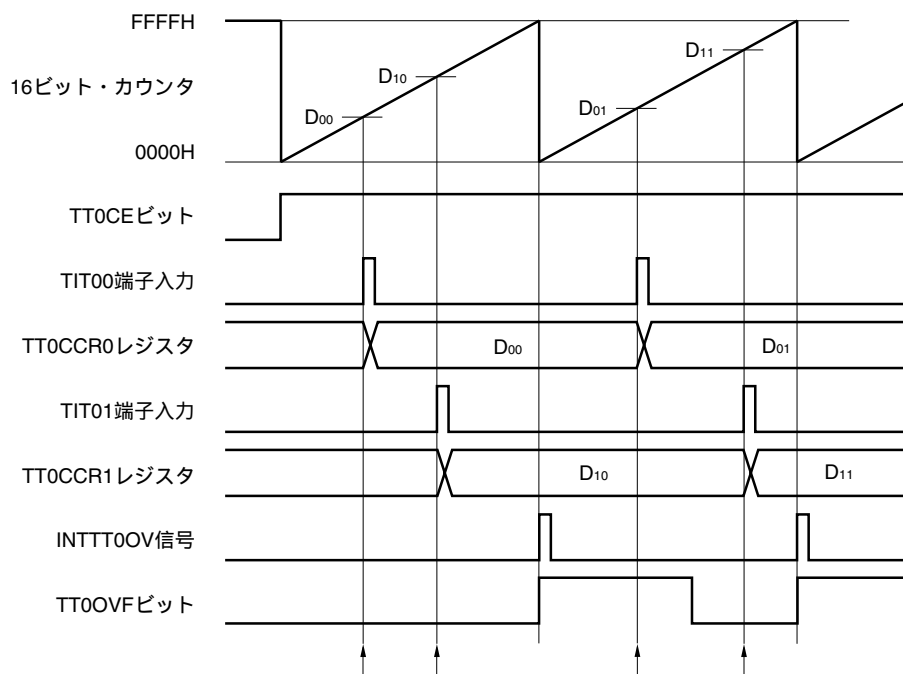 FFFFH
16ビット・カウンタ
0000H
D00
D10
D01
D11
TT0CEビット
TIT00端子入力
TT0CCR0レジスタ
D00
D01
TIT01端子入力
TT0CCR1レジスタ
D10
D11
INTTT0OV信号
TT0OVFビット